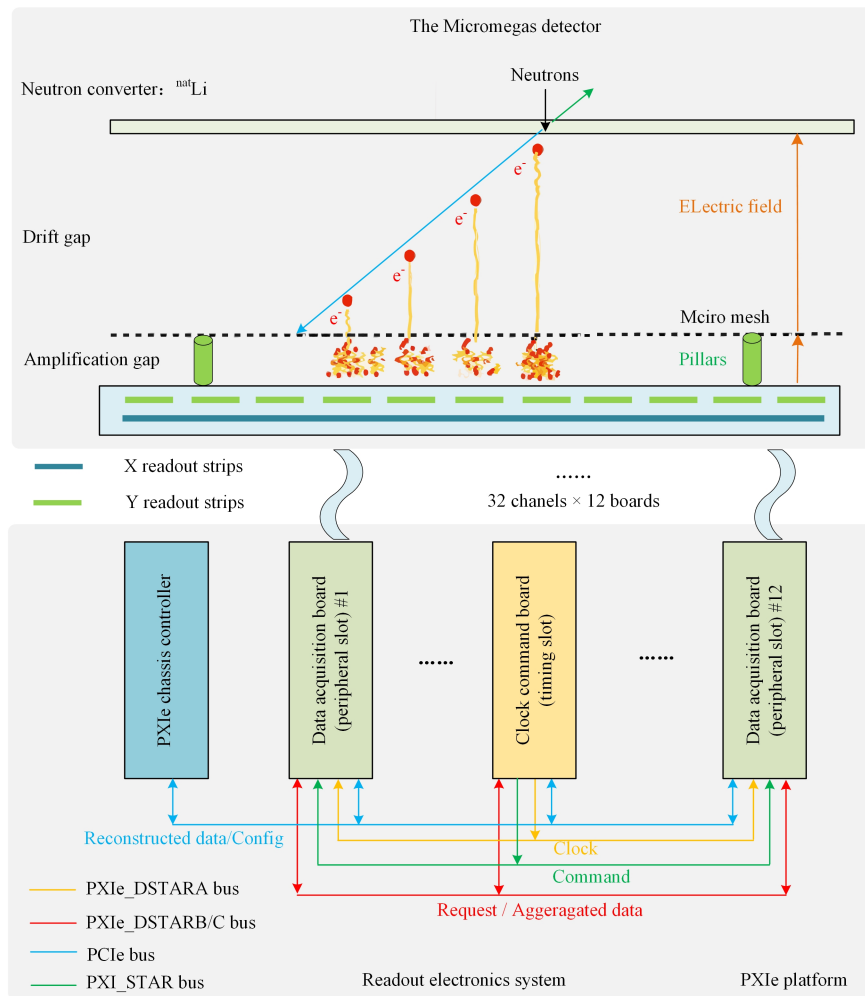 The Micromegas detector
Neutrons
Neutron converter: ⁿᵃᵗLi
e⁻
e⁻
ELectric field
Drift gap
e⁻
e⁻
Mciro mesh
Amplification gap
Pillars
X readout strips
......
Y readout strips
32 chanels × 12 boards
PXIe chassis controller
Data acquisition board
(peripheral slot) #1
......
Clock command board
(timing slot)
......
Data acquisition board
(peripheral slot) #12
Reconstructed data/Config
Clock
Command
PXIe_DSTARA bus
Request / Aggeragated data
PXIe_DSTARB/C bus
PCIe bus
PXI_STAR bus
Readout electronics system
PXIe platform